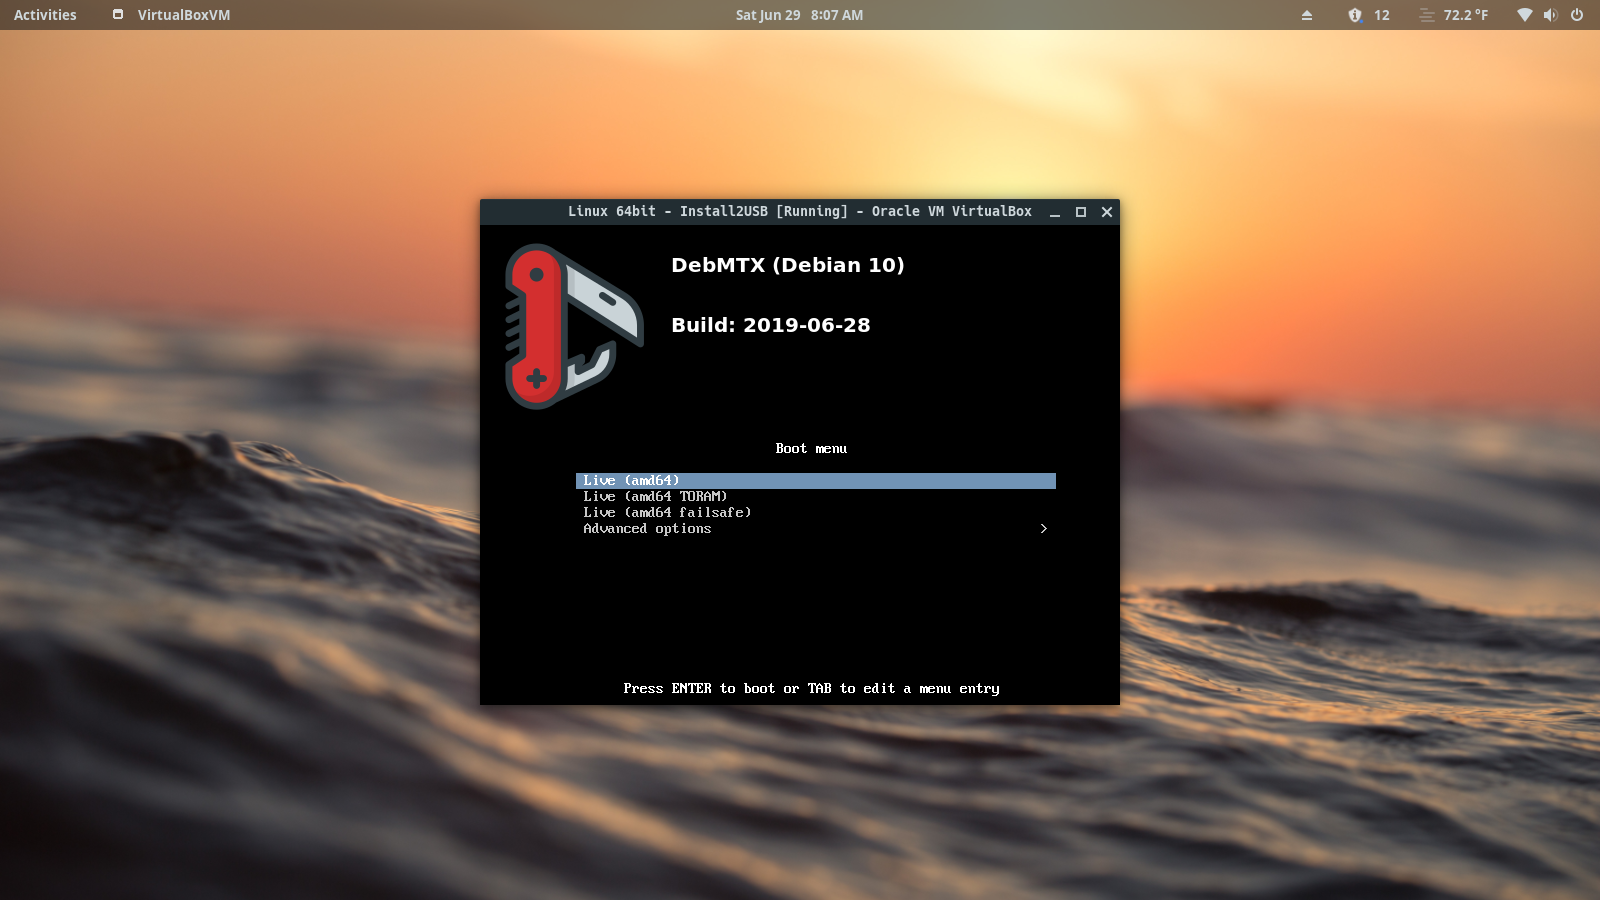 Activities VirtualBoxVM Sat Jun 29 8:07 AM 12 72.2 °F
Linux 64bit - Install2USB [Running] - Oracle VM VirtualBox
DebMTX (Debian 10)
Build: 2019-06-28
Boot menu
Live (amd64)
Live (amd64 TORAM)
Live (amd64 failsafe)
Advanced options >
Press ENTER to boot or TAB to edit a menu entry